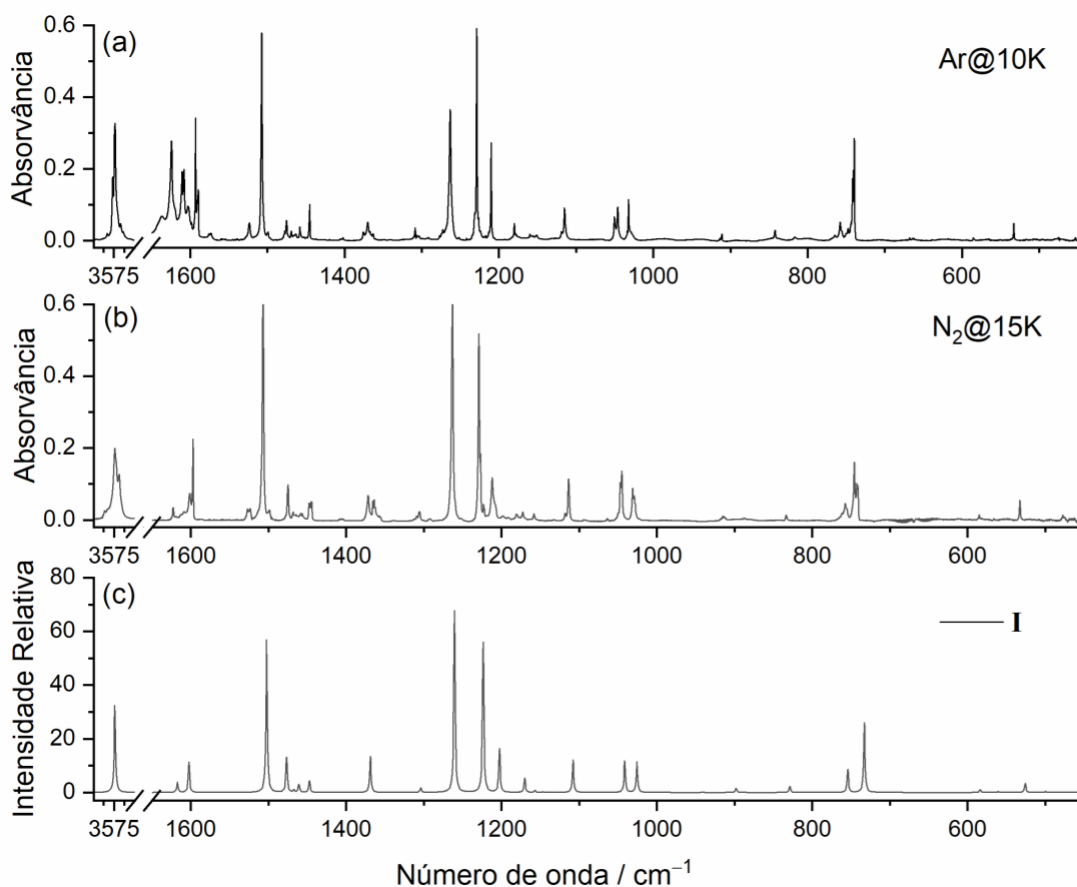 (a)
Ar@10K
Absorvância
0.6
0.4
0.2
0.0
3575 1600 1400 1200 1000 800 600
(b)
N₂@15K
Absorvância
0.6
0.4
0.2
0.0
3575 1600 1400 1200 1000 800 600
(c)
I
Intensidade Relativa
80
60
40
20
0
3575 1600 1400 1200 1000 800 600
Número de onda / cm⁻¹